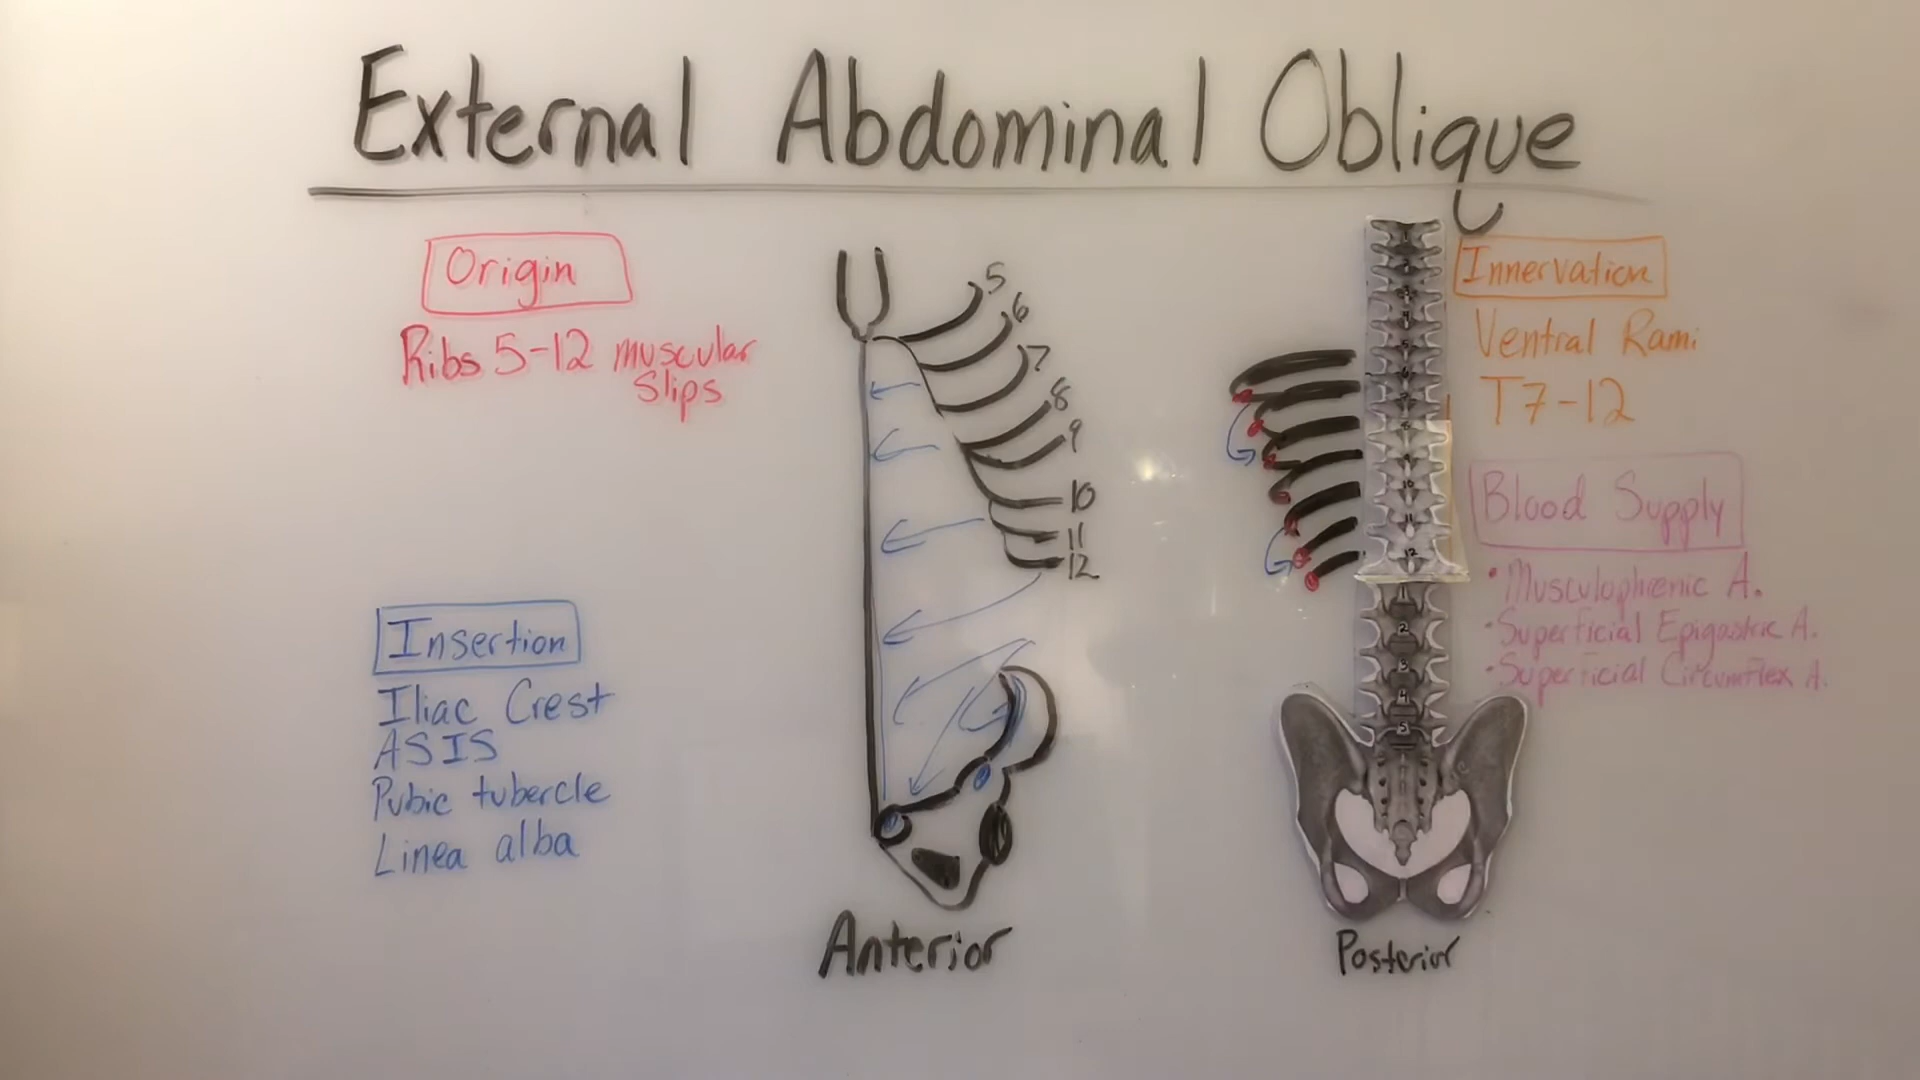 External Abdominal Oblique
Origin
Ribs 5-12 muscular
Slips
Insertion
Iliac Crest
ASIS
Pubic tubercle
Linea alba
5
6
7
8
9
10
11
12
Anterior
Posterior
Innervation
Ventral Rami
T7-12
Blood Supply
• Musculophrenic A.
• Superficial Epigastric A.
• Superficial Circumflex A.